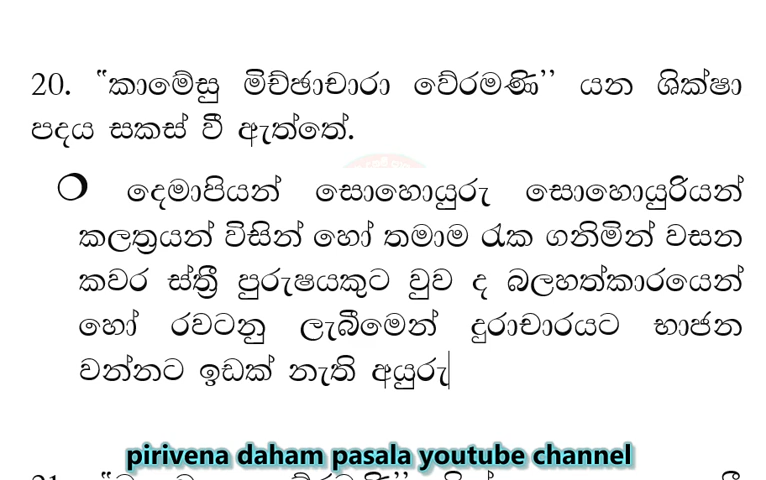 20. “කාමේසු මිච්ඡාචාරා වේරමණි’’ යන ශික්ෂා
පදය සකස් වී ඇත්තේ.
❍ දෙමාපියන් සොහොයුරු සොහොයුරියන්
කලත්‍රයන් විසින් හෝ තමාම රැක ගනිමින් වසන
කවර ස්ත්‍රී පුරුෂයකුට වුව ද බලහත්කාරයෙන්
හෝ රවටනු ලැබීමෙන් දුරාචාරයට භාජන
වන්නට ඉඩක් නැති අයුරු
pirivena daham pasala youtube channel